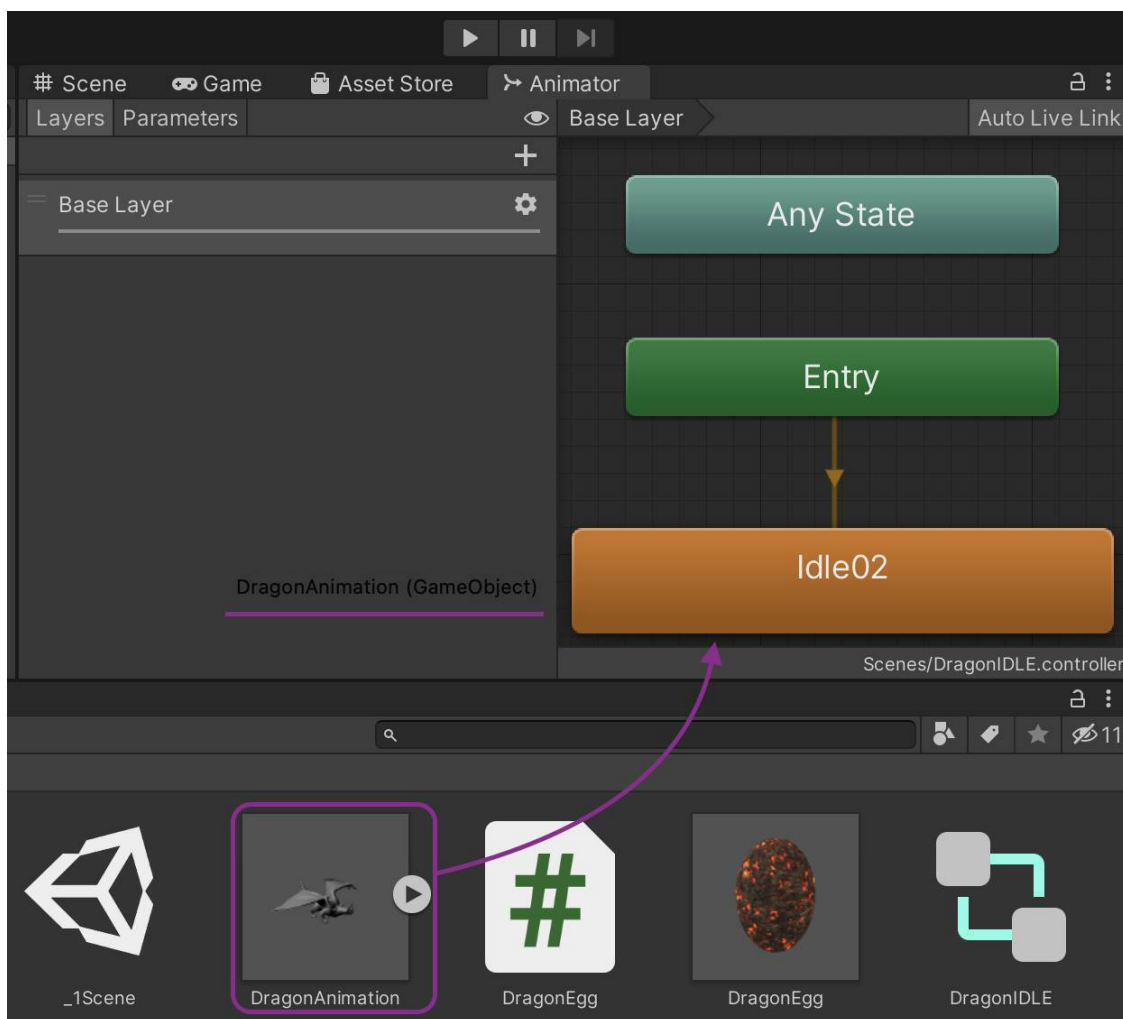 Scene Game Asset Store Animator
Layers Parameters Base Layer Auto Live Link
Base Layer
Any State
Entry
Idle02
DragonAnimation (GameObject)
Scenes/DragonIDLE.controller
11
#
_1Scene DragonAnimation DragonEgg DragonEgg DragonIDLE